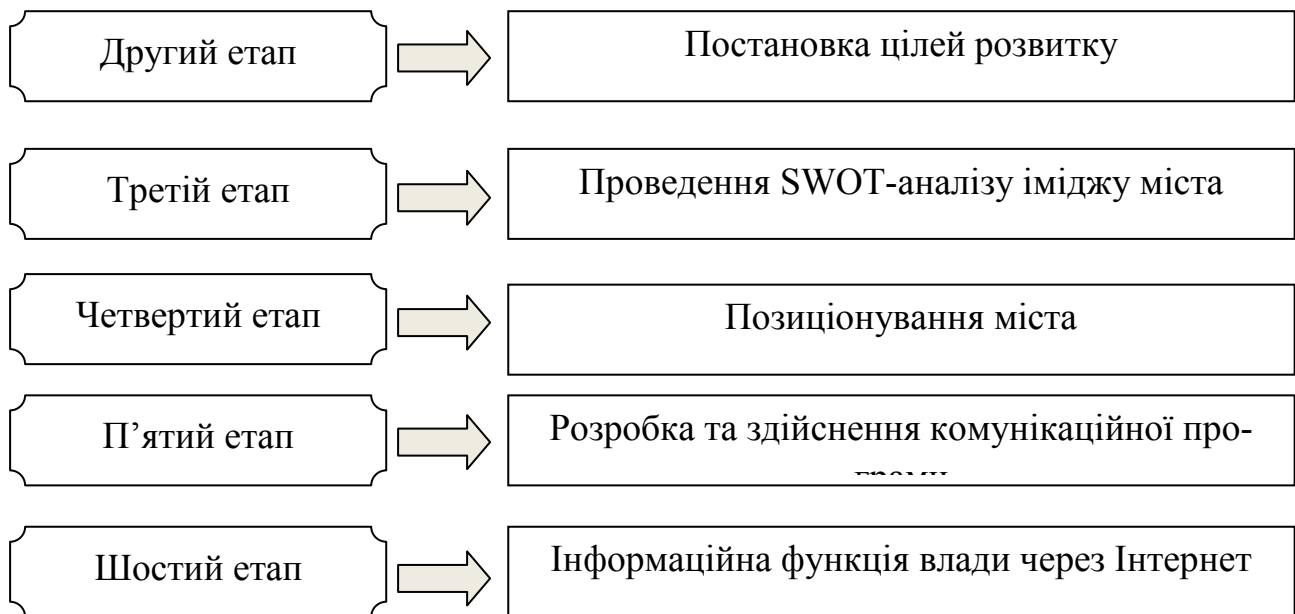 Другий етап
Постановка цілей розвитку
Третій етап
Проведення SWOT-аналізу іміджу міста
Четвертий етап
Позиціонування міста
П’ятий етап
Розробка та здійснення комунікаційної про-
Шостий етап
Інформаційна функція влади через Інтернет